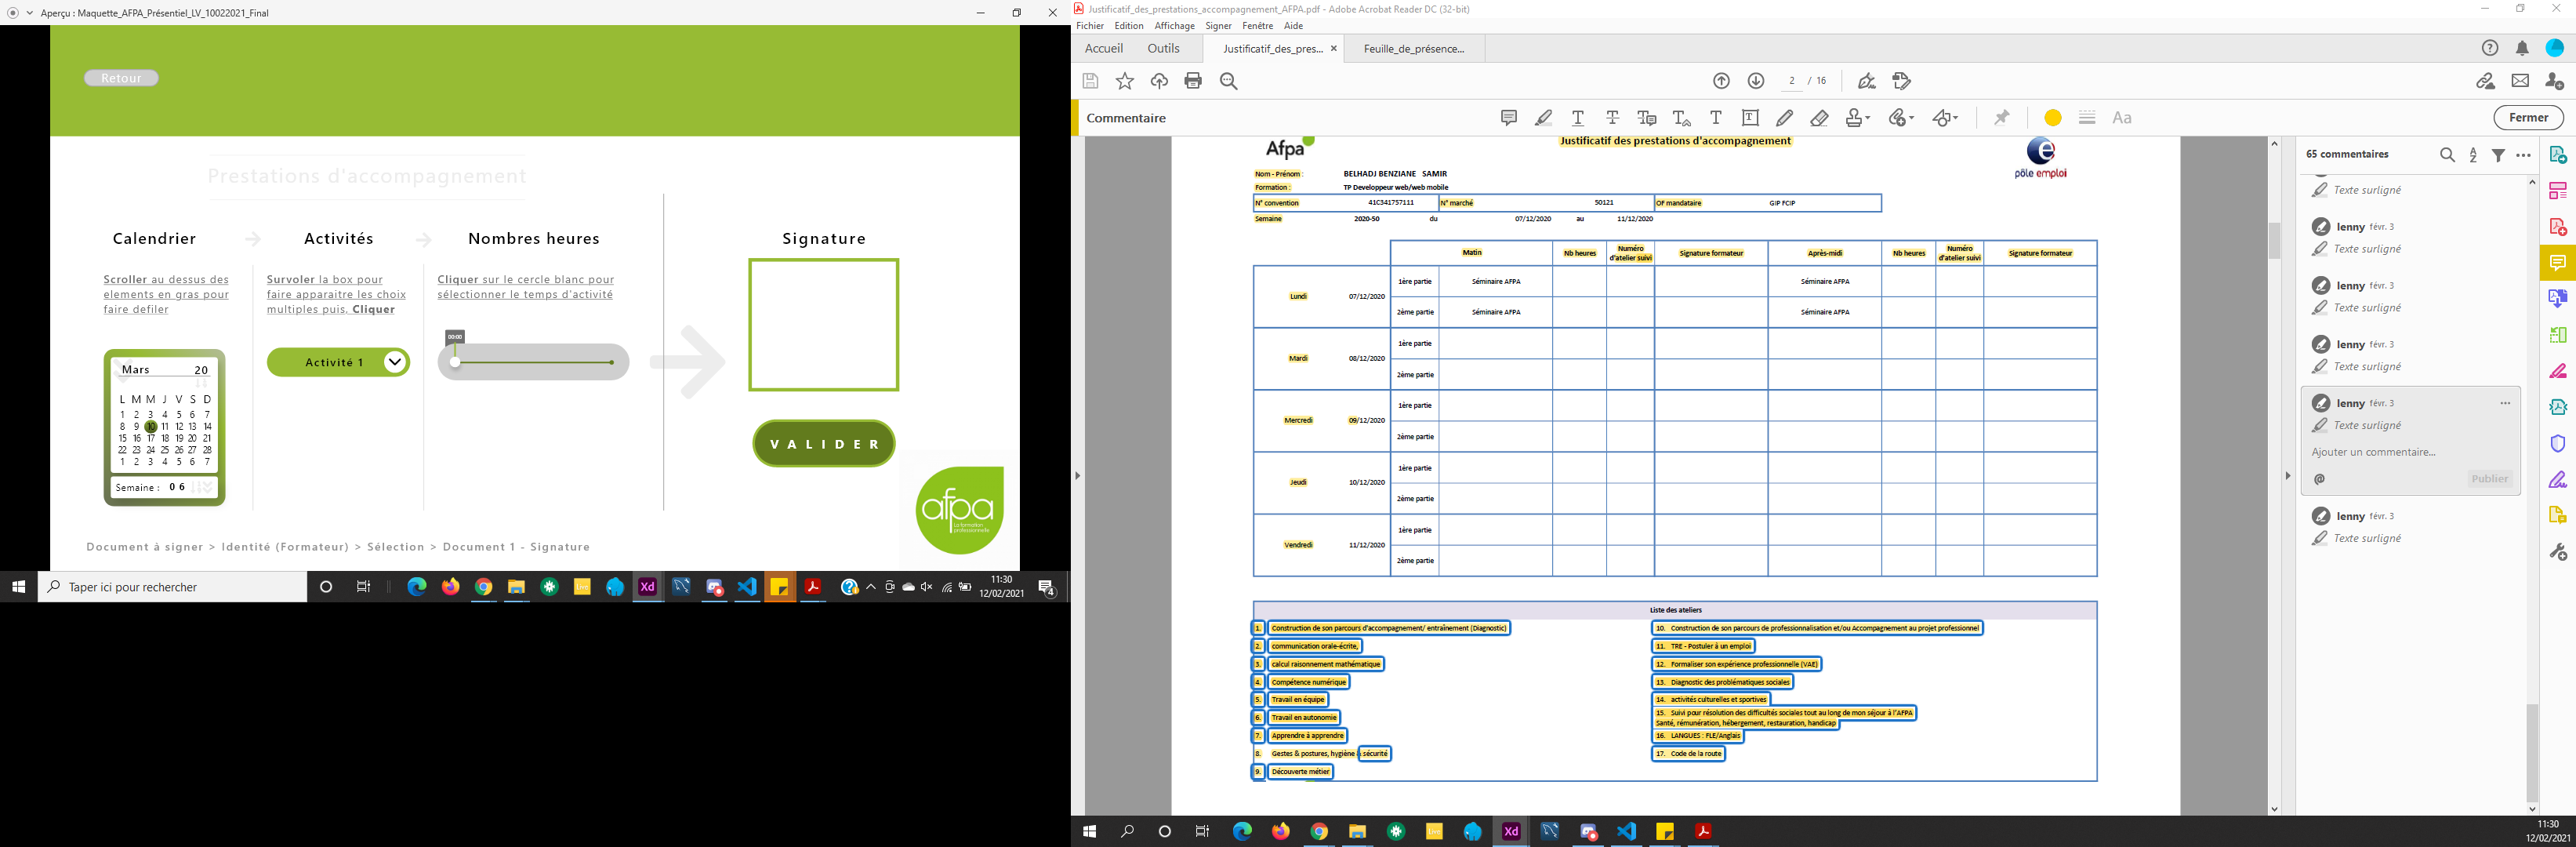 Aperçu : Maquette_AFPA_Présentiel_LV_10022021_Final
Retour
Prestations d'accompagnement
Calendrier
Activités
Nombres heures
Signature
Scroller au dessus des
elements en gras pour
faire defiler
Survoler la box pour
faire apparaitre les choix
multiples puis, Cliquer
Cliquer sur le cercle blanc pour
sélectionner le temps d'activité
00:00
Activité 1
Mars 20
L M M J V S D
1 2 3 4 5 6 7
8 9 10 11 12 13 14
15 16 17 18 19 20 21
22 23 24 25 26 27 28
1 2 3 4 5 6 7
Semaine : 0 6
VALIDER
afpa
La formation
professionnelle
Document à signer > Identité (Formateur) > Sélection > Document 1 - Signature
Taper ici pour rechercher
Live
Xd
11:30
12/02/2021
4
Justificatif_des_prestations_accompagnement_AFPA.pdf - Adobe Acrobat Reader DC (32-bit)
Fichier Edition Affichage Signer Fenêtre Aide
Accueil Outils Justificatif_des_pres... × Feuille_de_présence...
2 / 16
Commentaire
Aa
Fermer
Afpa
Justificatif des prestations d'accompagnement
pôle emploi
Nom - Prénom : BELHADJ BENZIANE SAMIR
Formation : TP Developpeur web/web mobile
N° convention 41C341757111 N° marché 50121 OF mandataire GIP FCIP
Semaine 2020-50 du 07/12/2020 au 11/12/2020
Matin Nb heures Numéro d'atelier suivi Signature formateur Après-midi Nb heures Numéro d'atelier suivi Signature formateur
Lundi 07/12/2020
1ère partie Séminaire AFPA Séminaire AFPA
2ème partie Séminaire AFPA Séminaire AFPA
Mardi 08/12/2020
1ère partie
2ème partie
Mercredi 09/12/2020
1ère partie
2ème partie
Jeudi 10/12/2020
1ère partie
2ème partie
Vendredi 11/12/2020
1ère partie
2ème partie
Liste des ateliers
1. Construction de son parcours d'accompagnement/ entraînement (Diagnostic)
2. communication orale-écrite,
3. calcul raisonnement mathématique
4. Compétence numérique
5. Travail en équipe
6. Travail en autonomie
7. Apprendre à apprendre
8. Gestes & postures, hygiène & sécurité
9. Découverte métier
10. Construction de son parcours de professionnalisation et/ou Accompagnement au projet professionnel
11. TRE - Postuler à un emploi
12. Formaliser son expérience professionnelle (VAE)
13. Diagnostic des problématiques sociales
14. activités culturelles et sportives
15. Suivi pour résolution des difficultés sociales tout au long de mon séjour à l'AFPA
Santé, rémunération, hébergement, restauration, handicap
16. LANGUES : FLE/Anglais
17. Code de la route
65 commentaires
Texte surligné
lenny févr. 3
Texte surligné
lenny févr. 3
Texte surligné
lenny févr. 3
Texte surligné
lenny févr. 3
Texte surligné
Ajouter un commentaire...
@ Publier
lenny févr. 3
Texte surligné
Live
Xd
11:30
12/02/2021